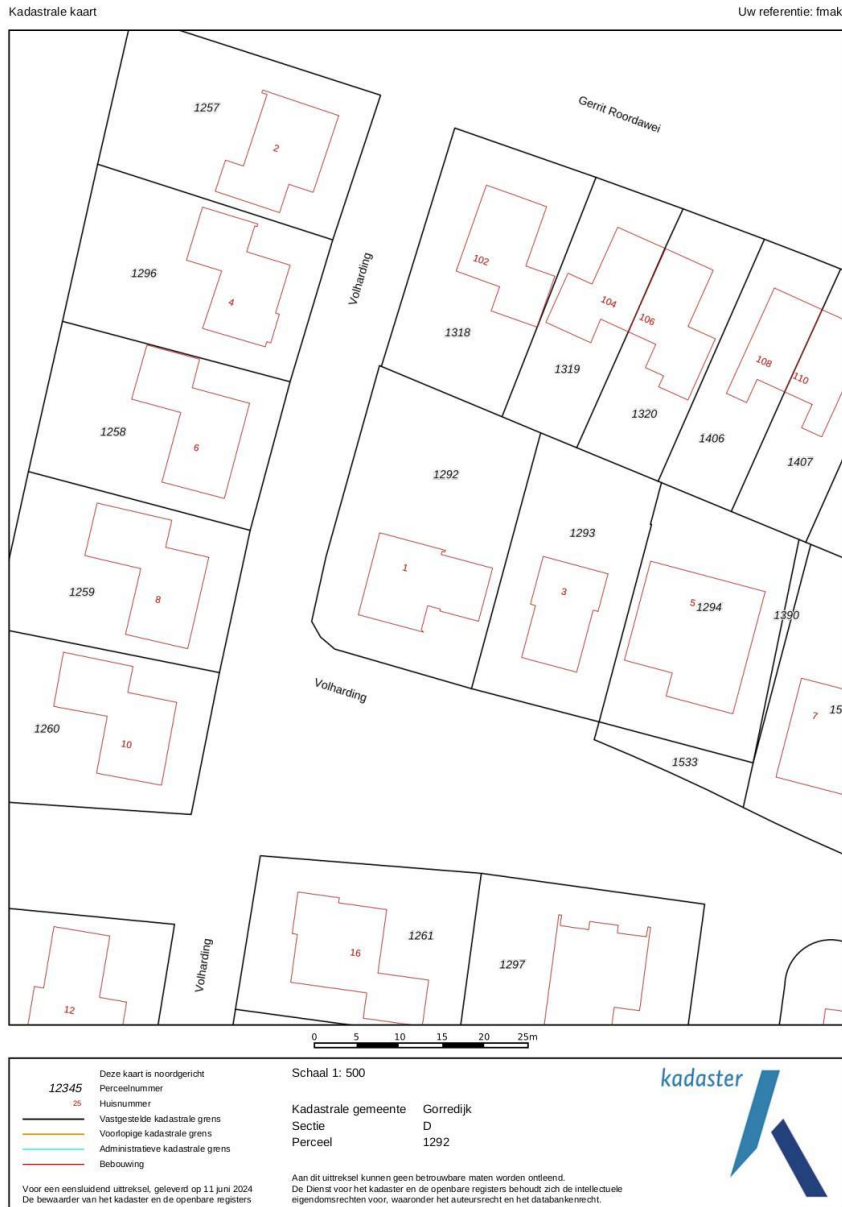 Kadastrale kaart
Uw referentie: fmak
Gerrit Roordawei
1257
2
1296
4
Volharding
102
1318
104
106
1319
1320
108
110
1406
1407
1258
6
1292
1
1293
3
5
1294
1390
1259
8
Volharding
1260
10
1533
7
15
1261
16
1297
Volharding
12
0 5 10 15 20 25m
Deze kaart is noordgericht
12345 Perceelnummer
25 Huisnummer
Vastgestelde kadastrale grens
Voorlopige kadastrale grens
Administratieve kadastrale grens
Bebouwing
Voor een eensluidend uittreksel, geleverd op 11 juni 2024
De bewaarder van het kadaster en de openbare registers
Schaal 1: 500
Kadastrale gemeente Gorredijk
Sectie D
Perceel 1292
Aan dit uittreksel kunnen geen betrouwbare maten worden ontleend.
De Dienst voor het kadaster en de openbare registers behoudt zich de intellectuele
eigendomsrechten voor, waaronder het auteursrecht en het databankenrecht.
kadaster